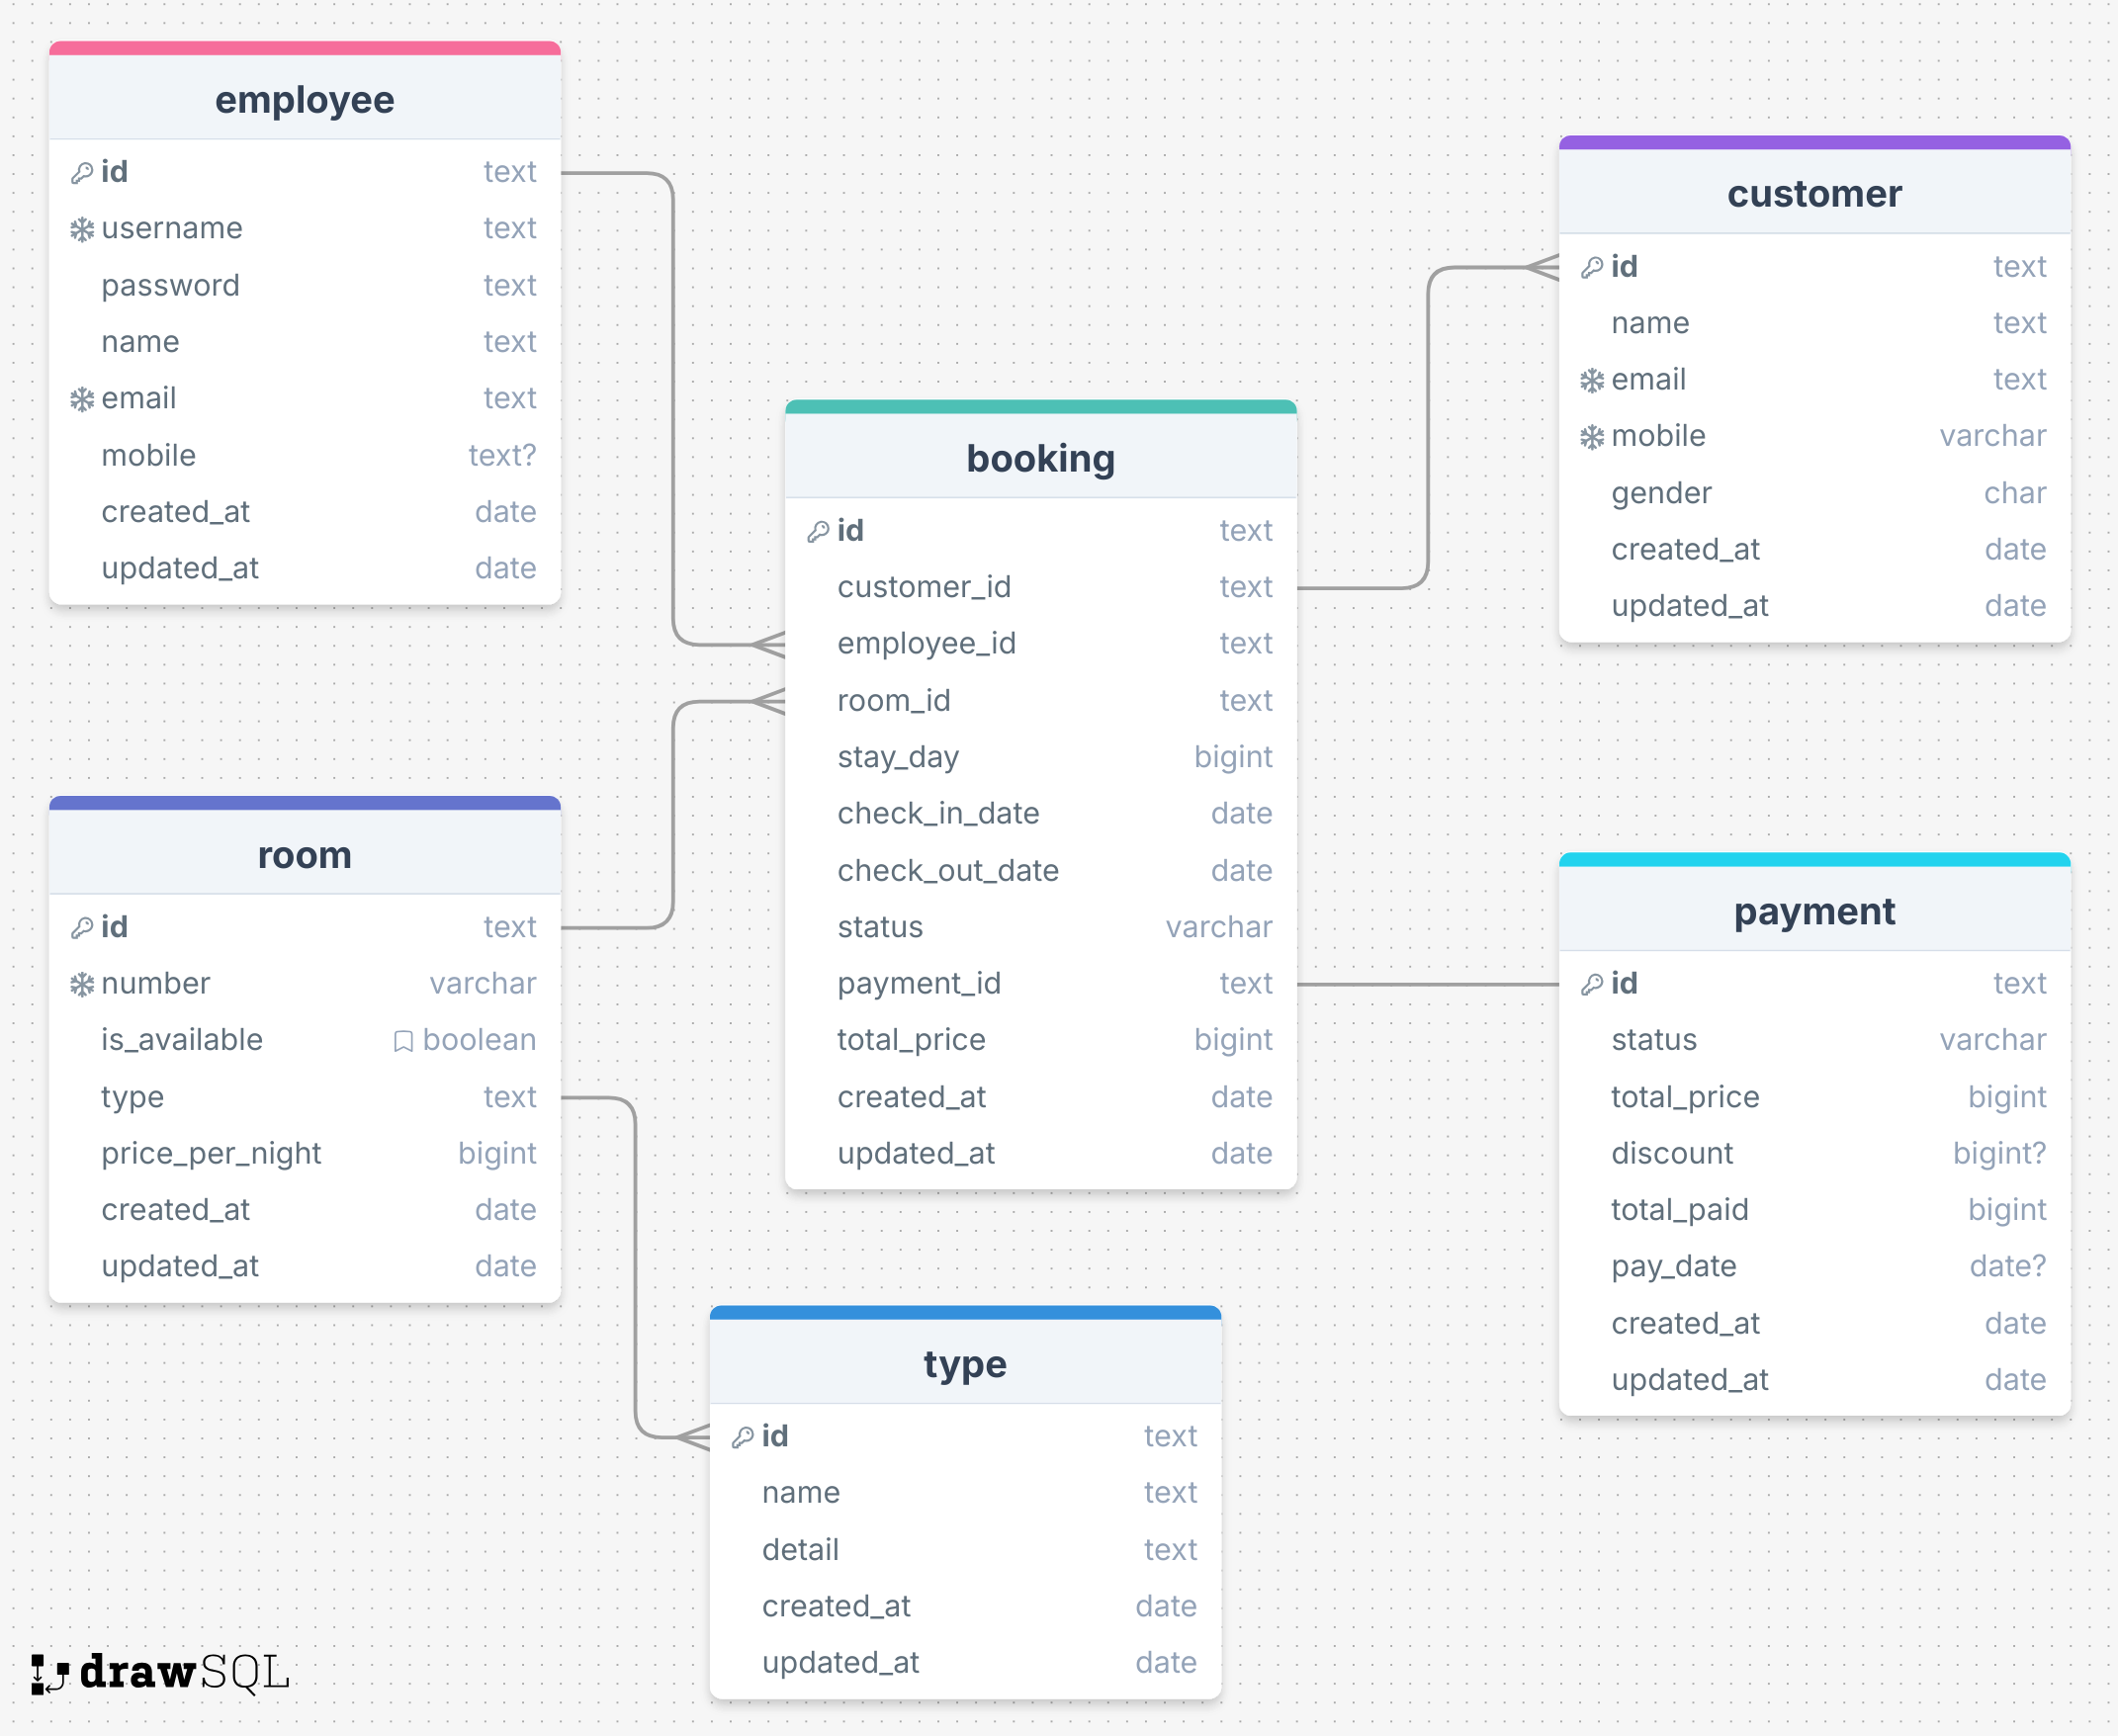 employee
id text
username text
password text
name text
email text
mobile text?
created_at date
updated_at date
customer
id text
name text
email text
mobile varchar
gender char
created_at date
updated_at date
booking
id text
customer_id text
employee_id text
room_id text
stay_day bigint
check_in_date date
check_out_date date
status varchar
payment_id text
total_price bigint
created_at date
updated_at date
room
id text
number varchar
is_available boolean
type text
price_per_night bigint
created_at date
updated_at date
payment
id text
status varchar
total_price bigint
discount bigint?
total_paid bigint
pay_date date?
created_at date
updated_at date
type
id text
name text
detail text
created_at date
updated_at date
drawSQL